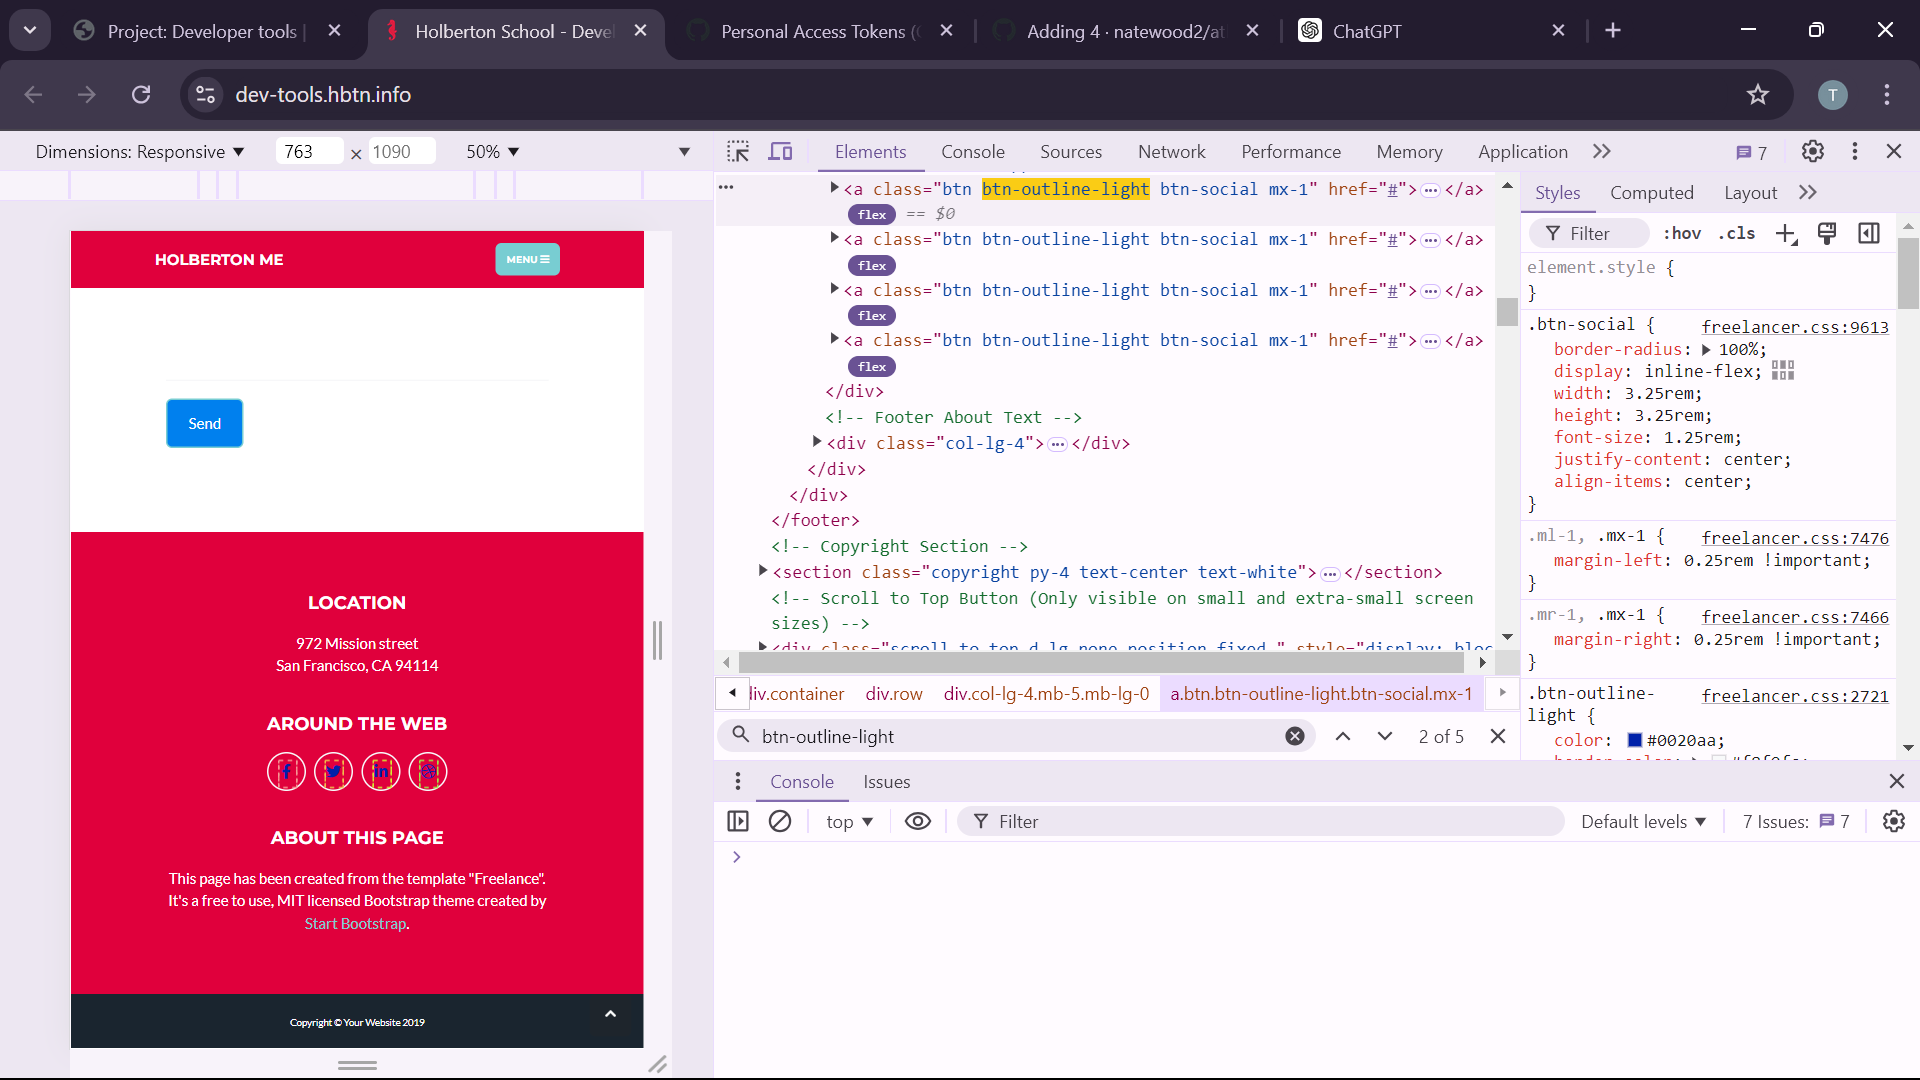 Project: Developer tools |
Holberton School - Devel
Personal Access Tokens (
Adding 4 · natewood2/at
ChatGPT
dev-tools.hbtn.info
T
Dimensions: Responsive ▼ 763 × 1090 50% ▼
Elements Console Sources Network Performance Memory Application 7
HOLBERTON ME
MENU
Send
LOCATION
972 Mission street
San Francisco, CA 94114
AROUND THE WEB
ABOUT THIS PAGE
This page has been created from the template "Freelance".
It's a free to use, MIT licensed Bootstrap theme created by
Start Bootstrap.
Copyright © Your Website 2019
<a class="btn btn-outline-light btn-social mx-1" href="#">…</a>
flex == $0
<a class="btn btn-outline-light btn-social mx-1" href="#">…</a>
flex
<a class="btn btn-outline-light btn-social mx-1" href="#">…</a>
flex
<a class="btn btn-outline-light btn-social mx-1" href="#">…</a>
flex
</div>
<!-- Footer About Text -->
<div class="col-lg-4">…</div>
</div>
</div>
</footer>
<!-- Copyright Section -->
<section class="copyright py-4 text-center text-white">…</section>
<!-- Scroll to Top Button (Only visible on small and extra-small screen
sizes) -->
<div class="scroll-to-top d-lg-none position-fixed " style="display: bloc
div.container div.row div.col-lg-4.mb-5.mb-lg-0 a.btn.btn-outline-light.btn-social.mx-1
btn-outline-light 2 of 5
Styles Computed Layout
Filter :hov .cls
element.style {
}
.btn-social { freelancer.css:9613
border-radius: 100%;
display: inline-flex;
width: 3.25rem;
height: 3.25rem;
font-size: 1.25rem;
justify-content: center;
align-items: center;
}
.ml-1, .mx-1 { freelancer.css:7476
margin-left: 0.25rem !important;
}
.mr-1, .mx-1 { freelancer.css:7466
margin-right: 0.25rem !important;
}
.btn-outline- freelancer.css:2721
light {
color: #0020aa;
Console Issues
top ▼ Filter Default levels ▼ 7 Issues: 7